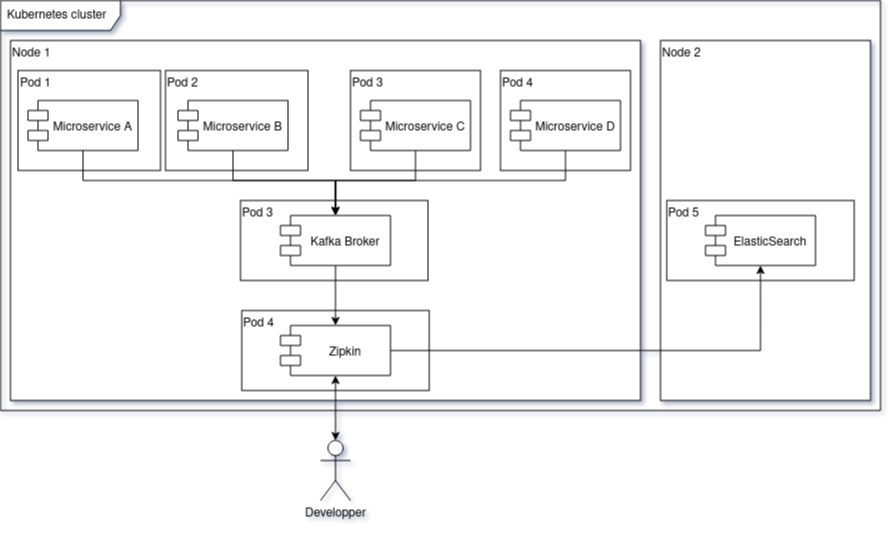 Kubernetes cluster
Node 1
Node 2
Pod 1
Pod 2
Pod 3
Pod 4
Microservice A
Microservice B
Microservice C
Microservice D
Pod 3
Kafka Broker
Pod 5
ElasticSearch
Pod 4
Zipkin
Developper